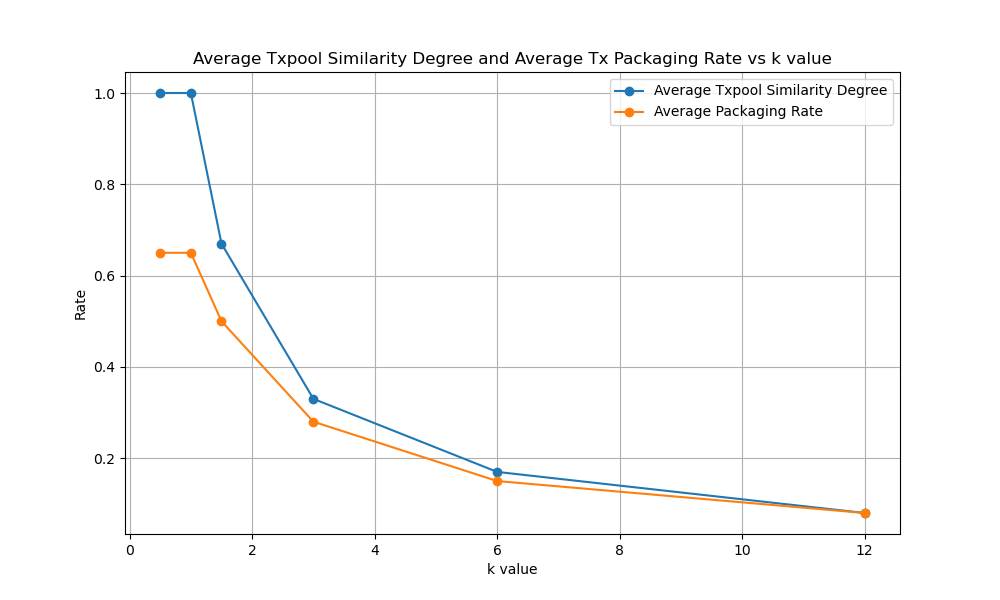 Average Txpool Similarity Degree and Average Tx Packaging Rate vs k value
Average Txpool Similarity Degree
Average Packaging Rate
1.0
0.8
0.6
0.4
0.2
Rate
0 2 4 6 8 10 12
k value